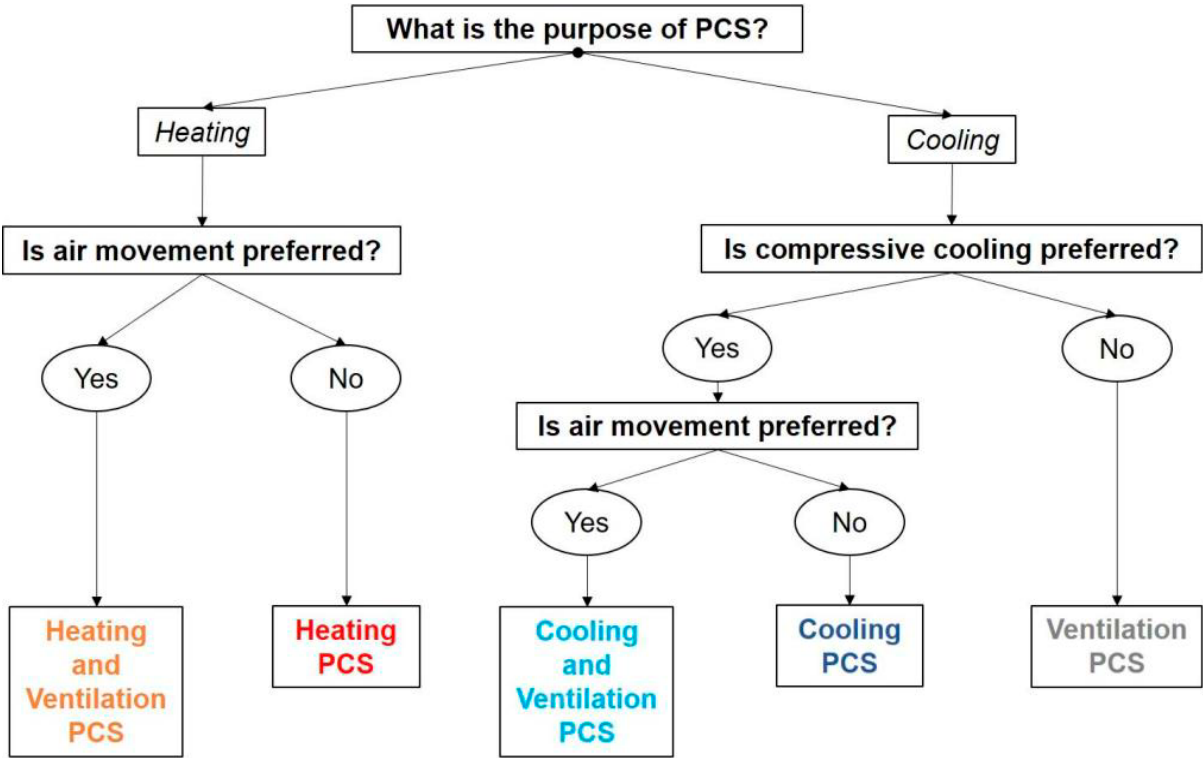 What is the purpose of PCS?
Heating
Cooling
Is air movement preferred?
Is compressive cooling preferred?
Yes
No
Yes
No
Is air movement preferred?
Yes
No
Heating
and
Ventilation
PCS
Heating
PCS
Cooling
and
Ventilation
PCS
Cooling
PCS
Ventilation
PCS